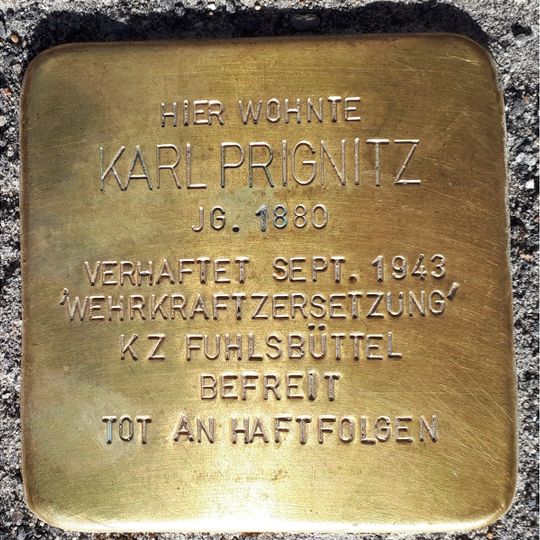 HIER WOHNTE
KARL PRIGNITZ
JG. 1880
VERHAFTET SEPT. 1943
'WEHRKRAFTZERSETZUNG'
KZ FUHLSBÜTTEL
BEFREIT
TOT AN HAFTFOLGEN